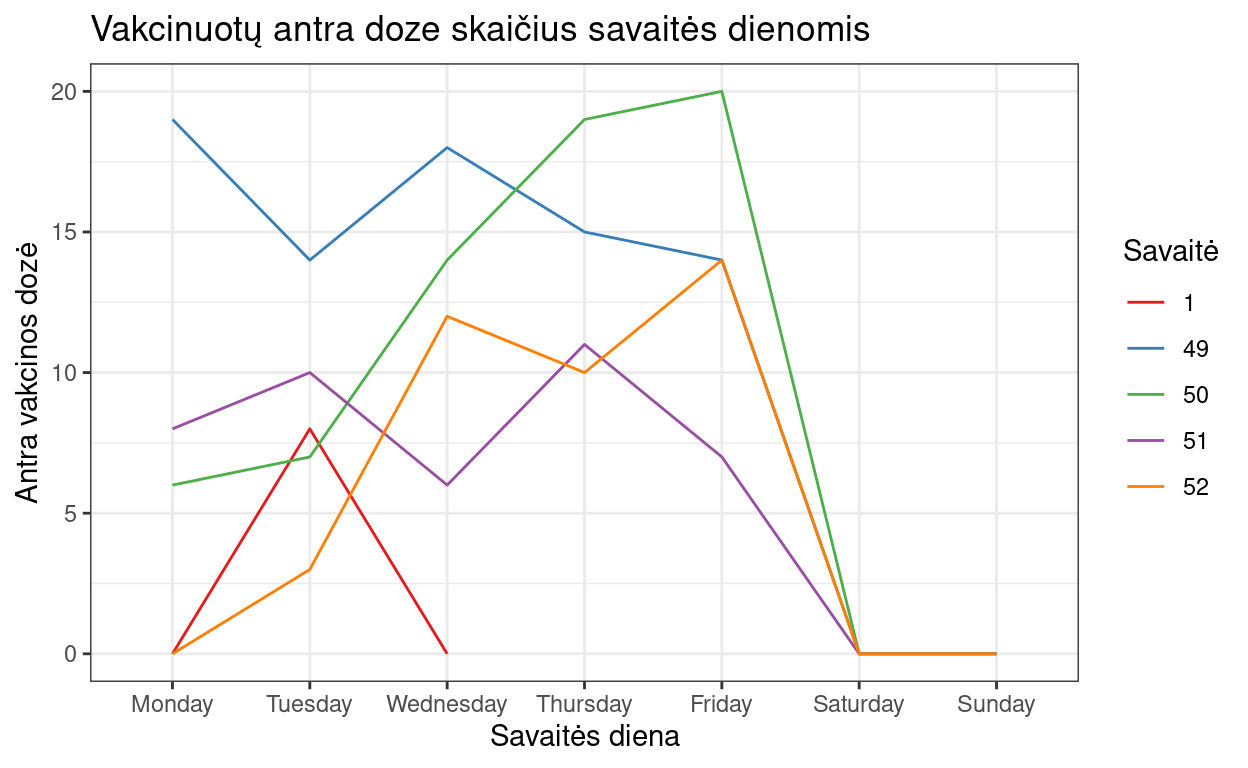 Vakcinuotų antra doze skaičius savaitės dienomis
Antra vakcinos dozė
20
15
10
5
0
Monday
Tuesday
Wednesday
Thursday
Friday
Saturday
Sunday
Savaitės diena
Savaitė
1
49
50
51
52